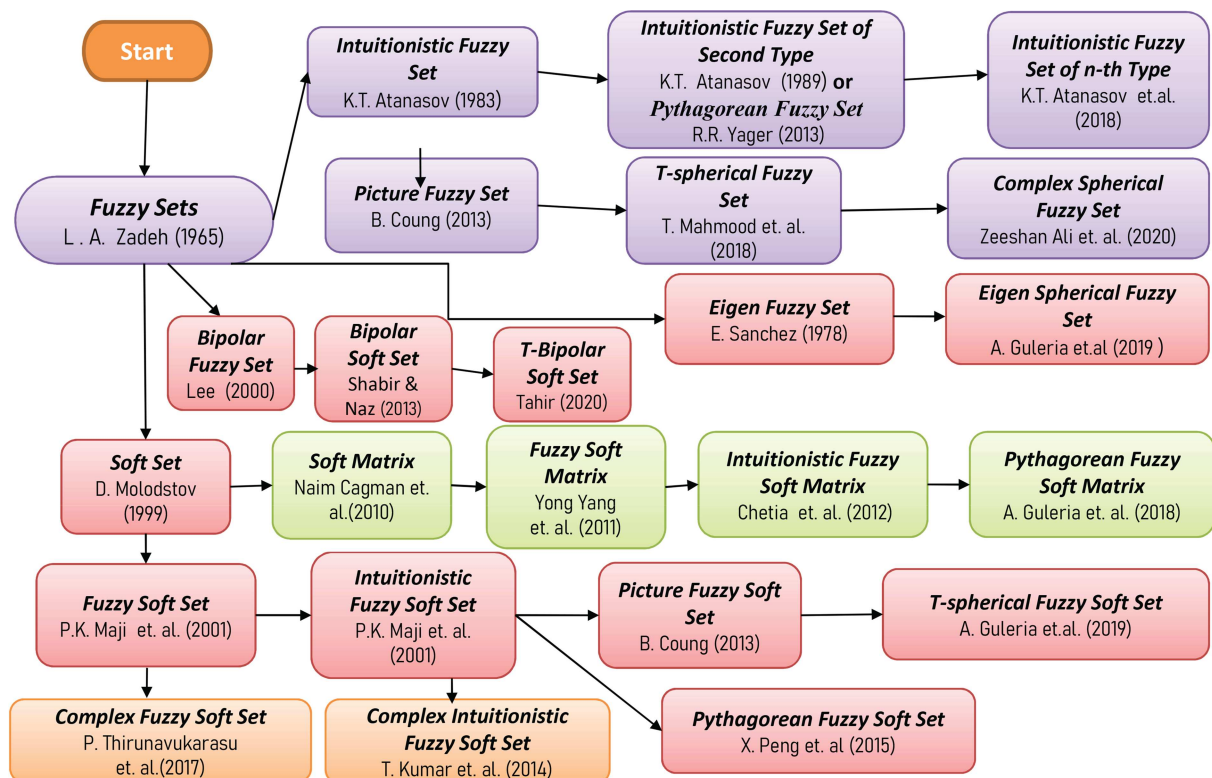 Start
Intuitionistic Fuzzy
Set
K.T. Atanasov (1983)
Intuitionistic Fuzzy Set of
Second Type
K.T. Atanasov (1989) or
Pythagorean Fuzzy Set
R.R. Yager (2013)
Intuitionistic Fuzzy
Set of n-th Type
K.T. Atanasov et.al.
(2018)
Fuzzy Sets
L . A. Zadeh (1965)
Picture Fuzzy Set
B. Coung (2013)
T-spherical Fuzzy
Set
T. Mahmood et. al.
(2018)
Complex Spherical
Fuzzy Set
Zeeshan Ali et. al. (2020)
Eigen Fuzzy Set
E. Sanchez (1978)
Eigen Spherical Fuzzy
Set
A. Guleria et.al (2019 )
Bipolar
Fuzzy Set
Lee (2000)
Bipolar
Soft Set
Shabir &
Naz (2013)
T-Bipolar
Soft Set
Tahir (2020)
Soft Set
D. Molodstov
(1999)
Soft Matrix
Naim Cagman et.
al.(2010)
Fuzzy Soft
Matrix
Yong Yang
et. al. (2011)
Intuitionistic Fuzzy
Soft Matrix
Chetia et. al. (2012)
Pythagorean Fuzzy
Soft Matrix
A. Guleria et. al. (2018)
Fuzzy Soft Set
P.K. Maji et. al. (2001)
Intuitionistic
Fuzzy Soft Set
P.K. Maji et. al.
(2001)
Picture Fuzzy Soft
Set
B. Coung (2013)
T-spherical Fuzzy Soft Set
A. Guleria et.al. (2019)
Complex Fuzzy Soft Set
P. Thirunavukarasu
et. al.(2017)
Complex Intuitionistic
Fuzzy Soft Set
T. Kumar et. al. (2014)
Pythagorean Fuzzy Soft Set
X. Peng et. al (2015)